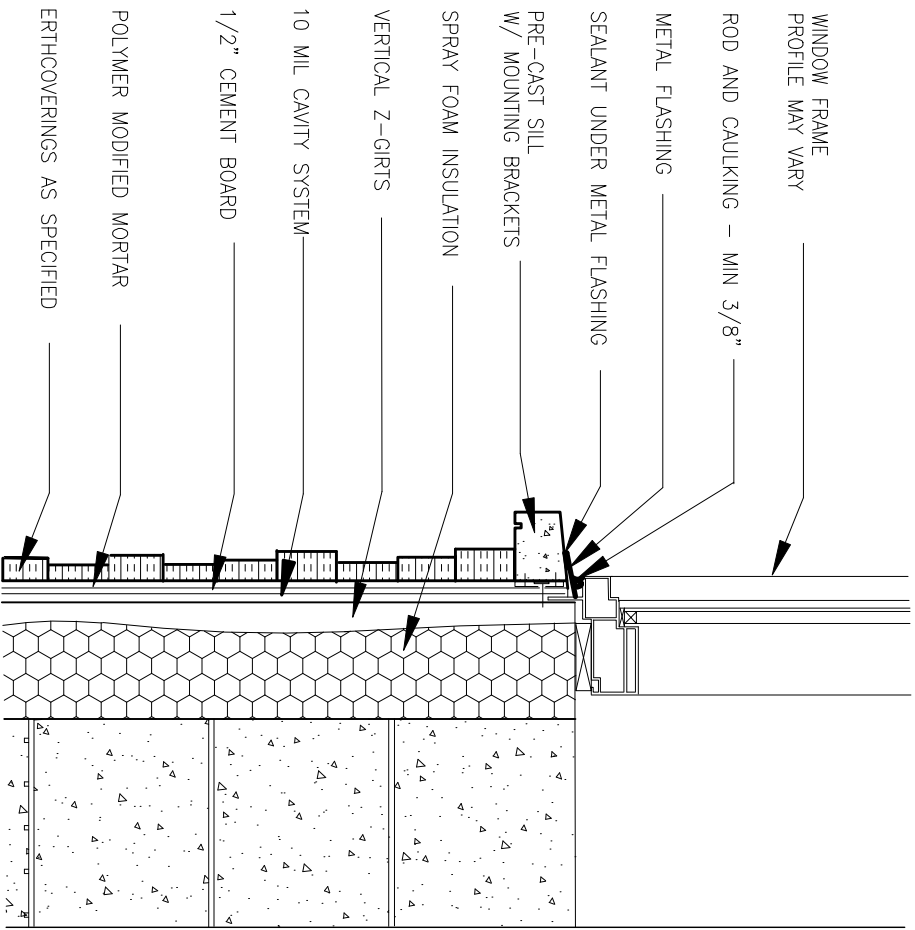 WINDOW FRAME
PROFILE MAY VARY
ROD AND CAULKING - MIN 3/8"
METAL FLASHING
SEALANT UNDER METAL FLASHING
PRE-CAST SILL
W/ MOUNTING BRACKETS
SPRAY FOAM INSULATION
VERTICAL Z-GIRTS
10 MIL CAVITY SYSTEM
1/2" CEMENT BOARD
POLYMER MODIFIED MORTAR
ERTHCOVERINGS AS SPECIFIED